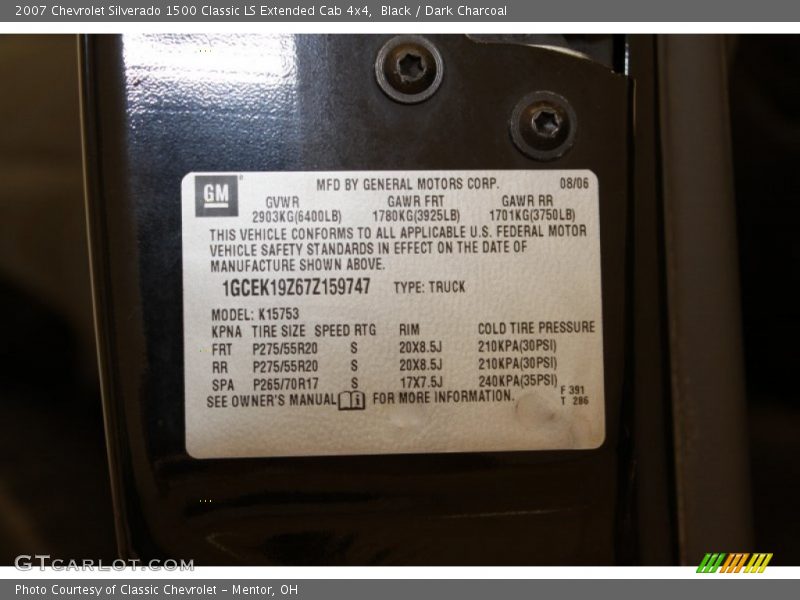 2007 Chevrolet Silverado 1500 Classic LS Extended Cab 4x4, Black / Dark Charcoal
GM
MFD BY GENERAL MOTORS CORP. 08/06
GVWR GAWR FRT GAWR RR
2903KG(6400LB) 1780KG(3925LB) 1701KG(3750LB)
THIS VEHICLE CONFORMS TO ALL APPLICABLE U.S. FEDERAL MOTOR
VEHICLE SAFETY STANDARDS IN EFFECT ON THE DATE OF
MANUFACTURE SHOWN ABOVE.
1GCEK19Z67Z159747 TYPE: TRUCK
MODEL: K15753
KPNA TIRE SIZE SPEED RTG RIM COLD TIRE PRESSURE
FRT P275/55R20 S 20X8.5J 210KPA(30PSI)
RR P275/55R20 S 20X8.5J 210KPA(30PSI)
SPA P265/70R17 S 17X7.5J 240KPA(35PSI)
SEE OWNER'S MANUAL FOR MORE INFORMATION.
F 391
T 286
GTcarlot.com
Photo Courtesy of Classic Chevrolet - Mentor, OH